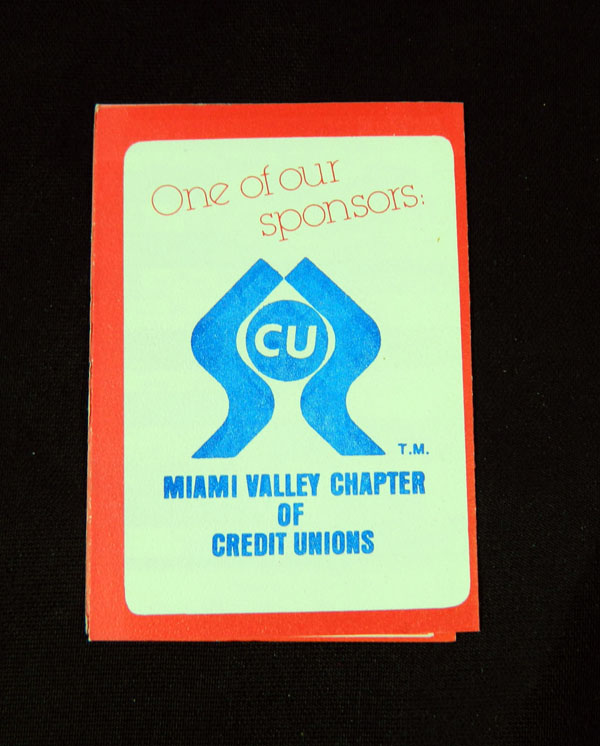 One of our
sponsors:
CU
T.M.
MIAMI VALLEY CHAPTER
OF
CREDIT UNIONS